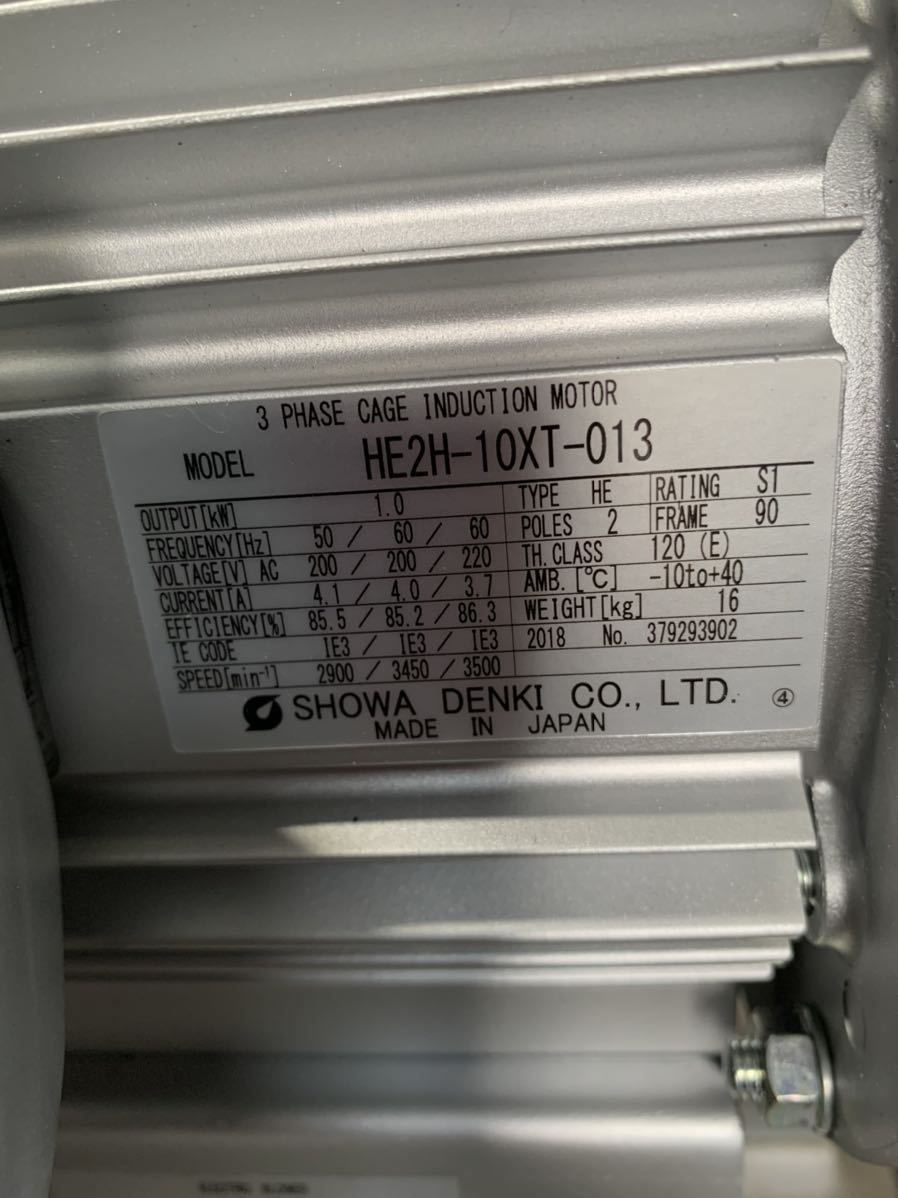 3 PHASE CAGE INDUCTION MOTOR
MODEL HE2H-10XT-013
OUTPUT[kW] 1.0 TYPE HE RATING S1
FREQUENCY[Hz] 50 / 60 / 60 POLES 2 FRAME 90
VOLTAGE[V] AC 200 / 200 / 220 TH.CLASS 120 (E)
CURRENT[A] 4.1 / 4.0 / 3.7 AMB.[℃] -10to+40
EFFICIENCY[%] 85.5 / 85.2 / 86.3 WEIGHT[kg] 16
IE CODE IE3 / IE3 / IE3 2018 No. 379293902
SPEED[min⁻¹] 2900 / 3450 / 3500
SHOWA DENKI CO., LTD. ④
MADE IN JAPAN